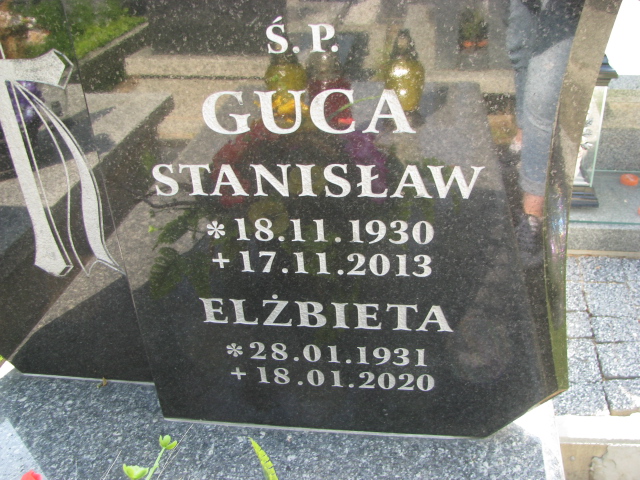 Ś.P.
GUCA
STANISŁAW
* 18.11.1930
+ 17.11.2013
ELŻBIETA
* 28.01.1931
+ 18.01.2020